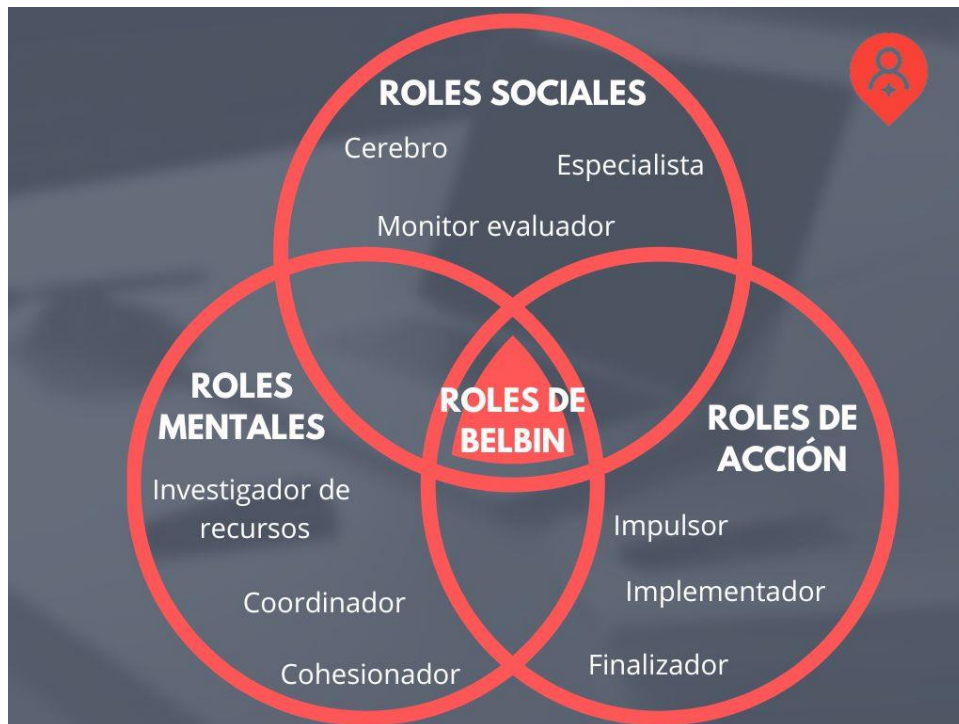 ROLES SOCIALES
Cerebro
Especialista
Monitor evaluador
ROLES
MENTALES
Investigador de
recursos
Coordinador
Cohesionador
ROLES DE
BELBIN
ROLES DE
ACCIÓN
Impulsor
Implementador
Finalizador